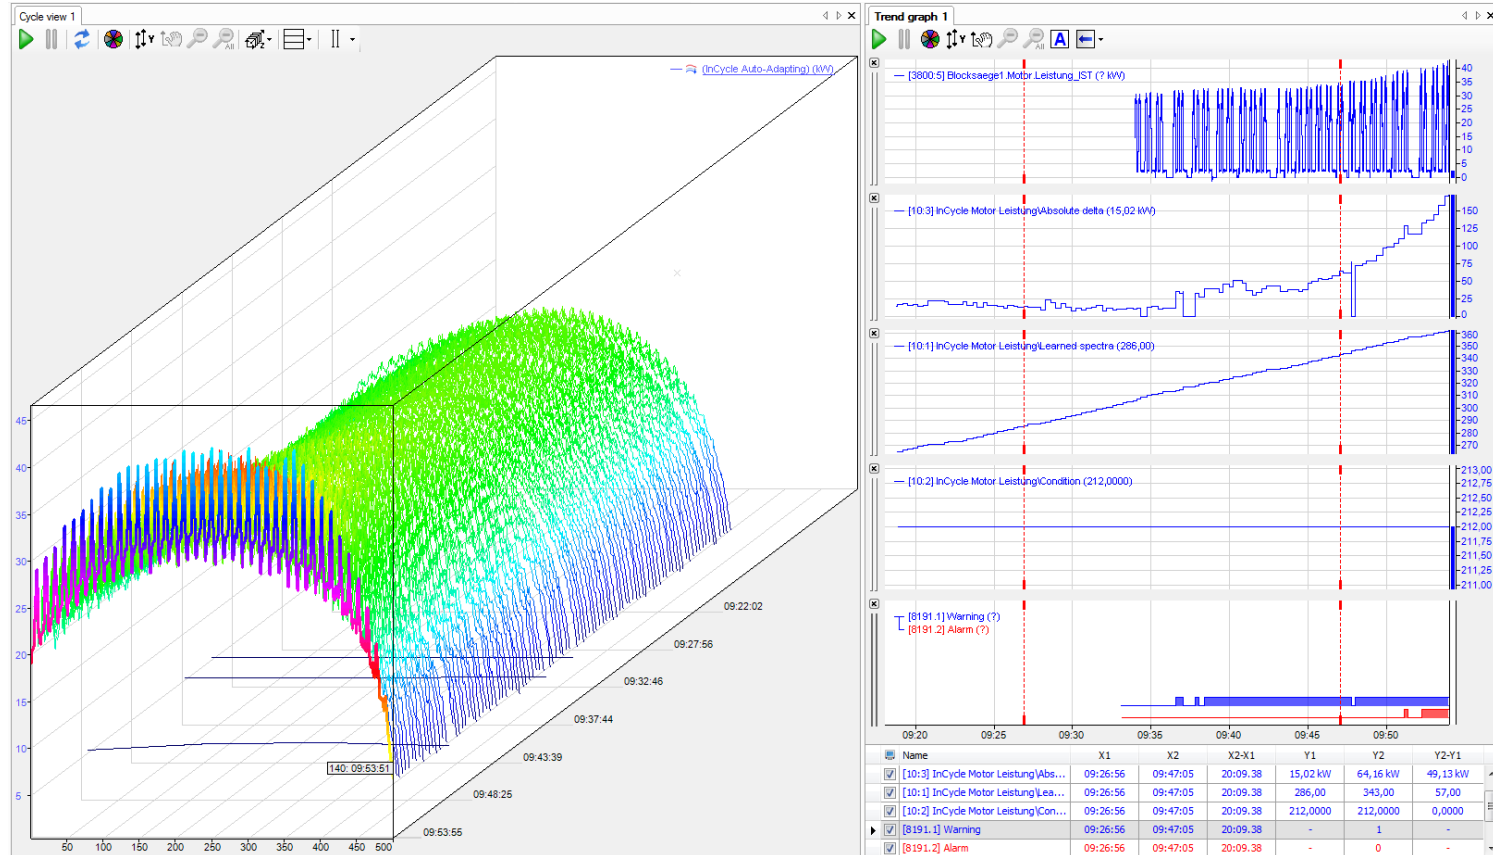 Cycle view 1
(InCycle Auto-Adapting) (kW)
45
40
35
30
25
20
15
10
5
50 100 150 200 250 300 350 400 450 500
140: 09:53:51
09:22:02
09:27:56
09:32:46
09:37:44
09:43:39
09:48:25
09:53:55
Trend graph 1
A
[3800:5] Blocksaege1.Motor.Leistung_IST (? kW)
40
35
30
25
20
15
10
5
0
[10:3] InCycle Motor Leistung\Absolute delta (15,02 kW)
150
125
100
75
50
25
0
[10:1] InCycle Motor Leistung\Learned spectra (286,00)
360
350
340
330
320
310
300
290
280
270
[10:2] InCycle Motor Leistung\Condition (212,0000)
213,00
212,75
212,50
212,25
212,00
211,75
211,50
211,25
211,00
[8191.1] Warning (?)
[8191.2] Alarm (?)
09:20 09:25 09:30 09:35 09:40 09:45 09:50
Name X1 X2 X2-X1 Y1 Y2 Y2-Y1
[10:3] InCycle Motor Leistung\Abs... 09:26:56 09:47:05 20:09.38 15,02 kW 64,16 kW 49,13 kW
[10:1] InCycle Motor Leistung\Lea... 09:26:56 09:47:05 20:09.38 286,00 343,00 57,00
[10:2] InCycle Motor Leistung\Con... 09:26:56 09:47:05 20:09.38 212,0000 212,0000 0,0000
[8191.1] Warning 09:26:56 09:47:05 20:09.38 - 1 -
[8191.2] Alarm 09:26:56 09:47:05 20:09.38 - 0 -